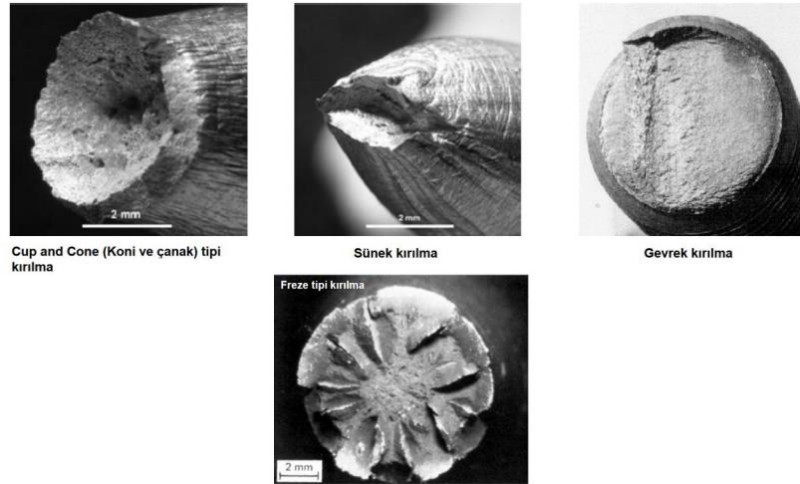 2 mm
2 mm
Cup and Cone (Koni ve çanak) tipi
kırılma
Sünek kırılma
Gevrek kırılma
Freze tipi kırılma
2 mm